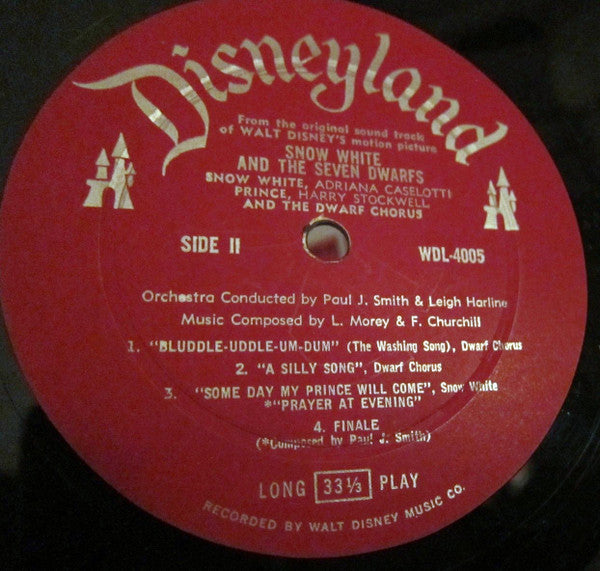 Disneyland
From the original sound track
of WALT DISNEY'S motion picture
SNOW WHITE
AND THE SEVEN DWARFS
SNOW WHITE, ADRIANA CASELOTTI
PRINCE, HARRY STOCKWELL
AND THE DWARF CHORUS
SIDE II WDL-4005
Orchestra Conducted by Paul J. Smith & Leigh Harline
Music Composed by L. Morey & F. Churchill
1. "BLUDDLE-UDDLE-UM-DUM" (The Washing Song), Dwarf Chorus
2. "A SILLY SONG", Dwarf Chorus
3. "SOME DAY MY PRINCE WILL COME", Snow White
*"PRAYER AT EVENING"
4. FINALE
(*Composed by Paul J. Smith)
LONG 33⅓ PLAY
RECORDED BY WALT DISNEY MUSIC CO.